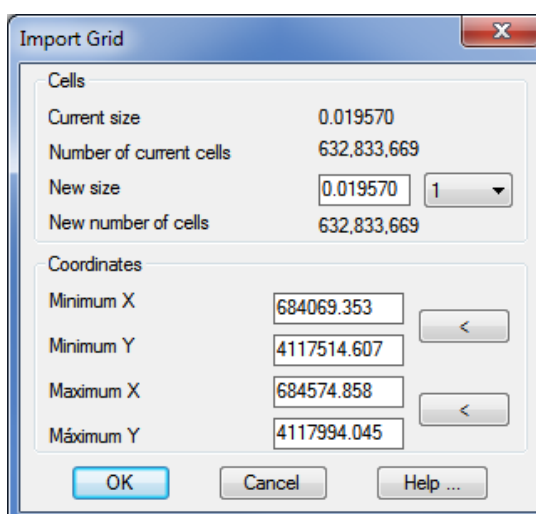 Import Grid
Cells
Current size 0.019570
Number of current cells 632,833,669
New size 0.019570 1
New number of cells 632,833,669
Coordinates
Minimum X 684069.353
<
Minimum Y 4117514.607
Maximum X 684574.858
<
Máximum Y 4117994.045
OK Cancel Help ...